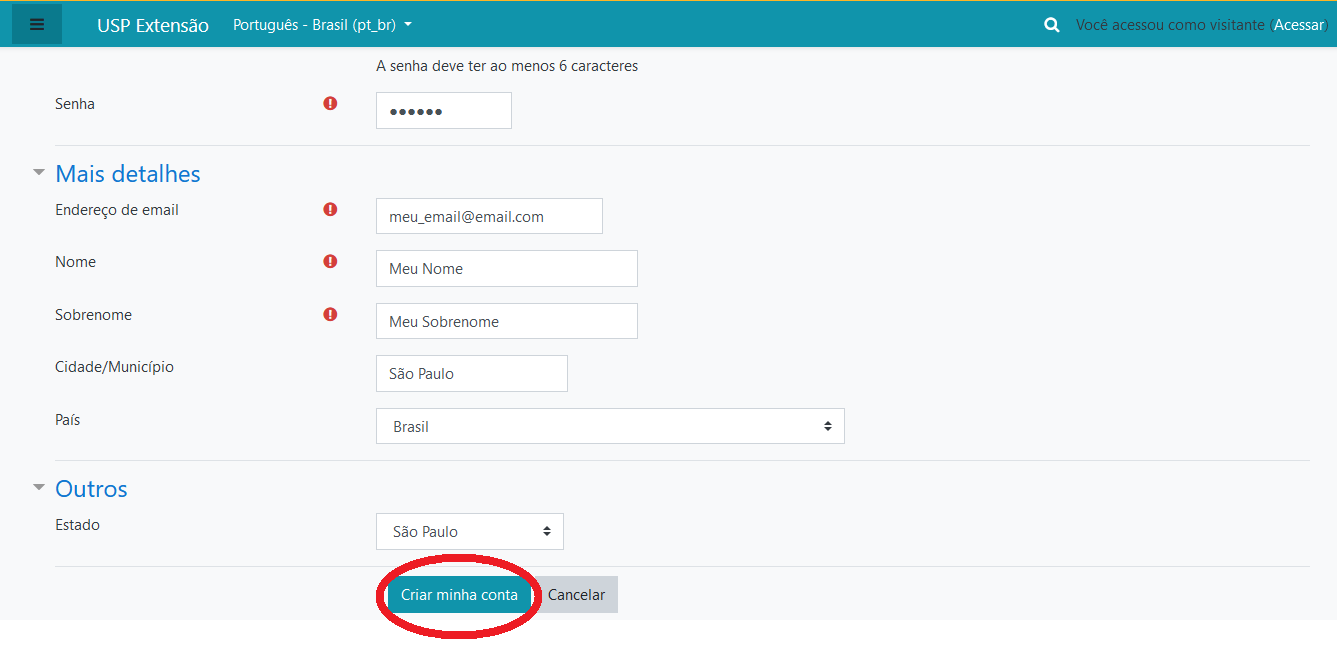 USP Extensão Português - Brasil (pt_br) Você acessou como visitante (Acessar)
A senha deve ter ao menos 6 caracteres
Senha ••••••
Mais detalhes
Endereço de email meu_email@email.com
Nome Meu Nome
Sobrenome Meu Sobrenome
Cidade/Município São Paulo
País Brasil
Outros
Estado São Paulo
Criar minha conta Cancelar